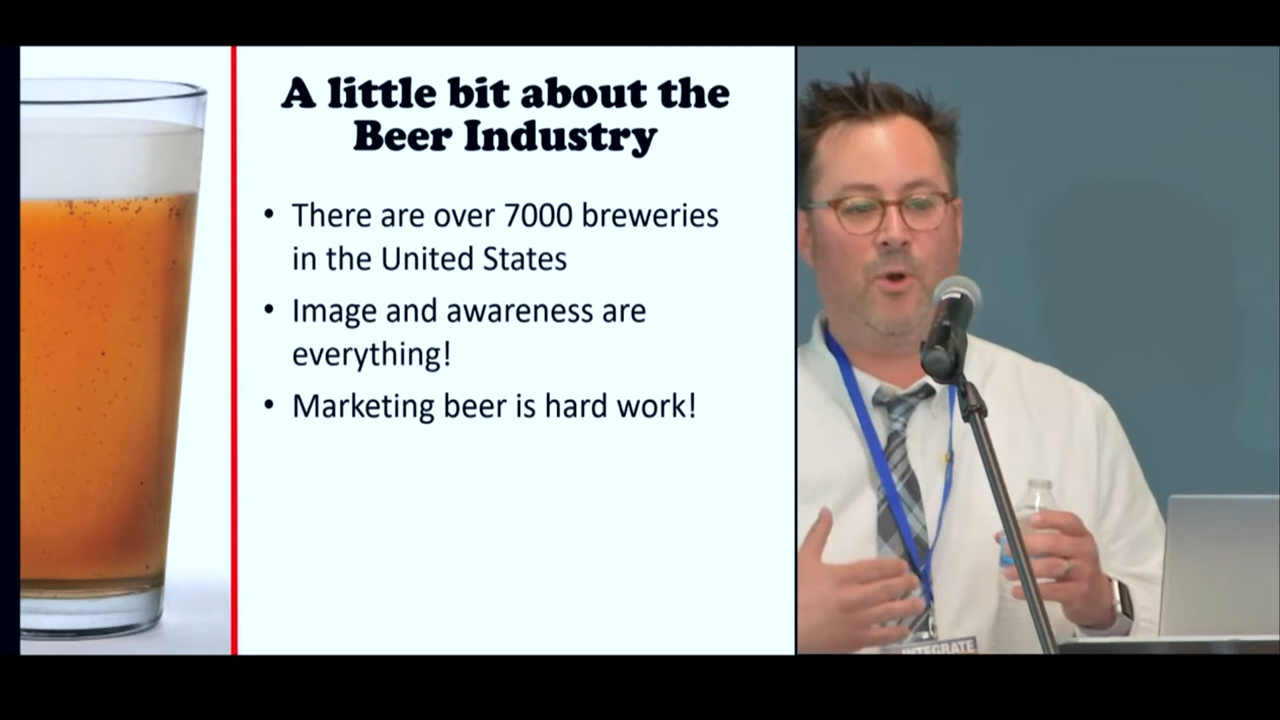 A little bit about the
Beer Industry
• There are over 7000 breweries
in the United States
• Image and awareness are
everything!
• Marketing beer is hard work!
INTEGRATE